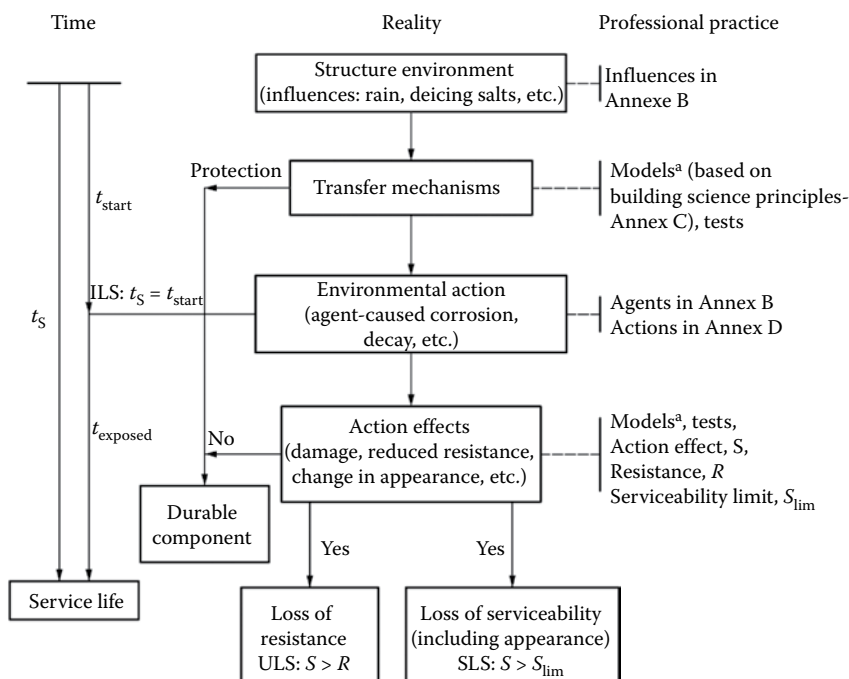 Time
Reality
Professional practice
Structure environment
(influences: rain, deicing salts, etc.)
Influences in
Annexe B
Protection
Transfer mechanisms
Modelsᵃ (based on
building science principles-
Annex C), tests
t_start
ILS: t_S = t_start
Environmental action
(agent-caused corrosion,
decay, etc.)
Agents in Annex B
Actions in Annex D
t_S
t_exposed
No
Action effects
(damage, reduced resistance,
change in appearance, etc.)
Modelsᵃ, tests,
Action effect, S,
Resistance, R
Serviceability limit, S_lim
Durable
component
Yes
Yes
Service life
Loss of
resistance
ULS: S > R
Loss of serviceability
(including appearance)
SLS: S > S_lim